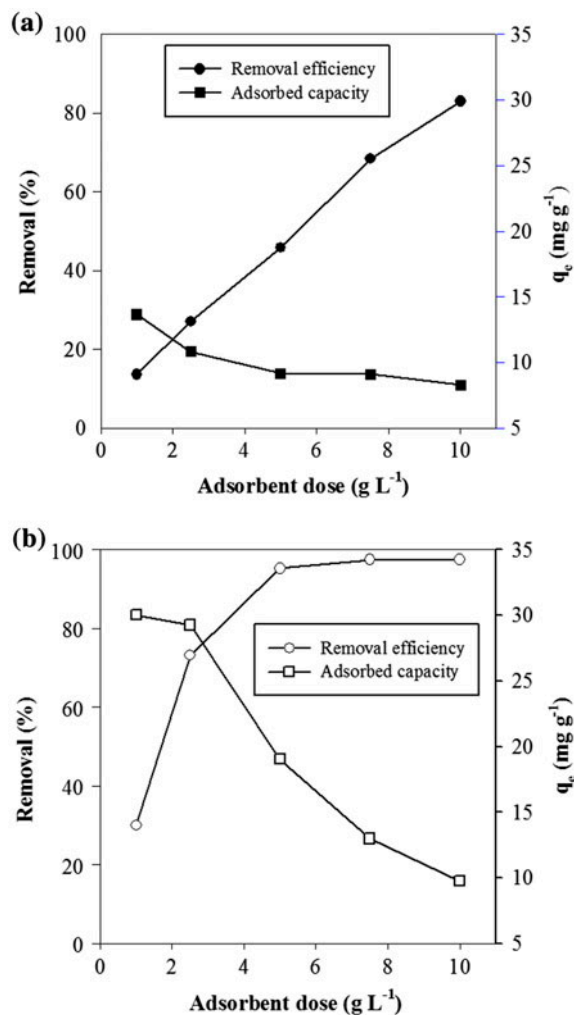 (a)
100
80
60
40
20
0
Removal (%)
Removal efficiency
Adsorbed capacity
35
30
25
20
15
10
5
qe (mg g-1)
0 2 4 6 8 10
Adsorbent dose (g L-1)
(b)
100
80
60
40
20
0
Removal (%)
Removal efficiency
Adsorbed capacity
35
30
25
20
15
10
5
qe (mg g-1)
0 2 4 6 8 10
Adsorbent dose (g L-1)